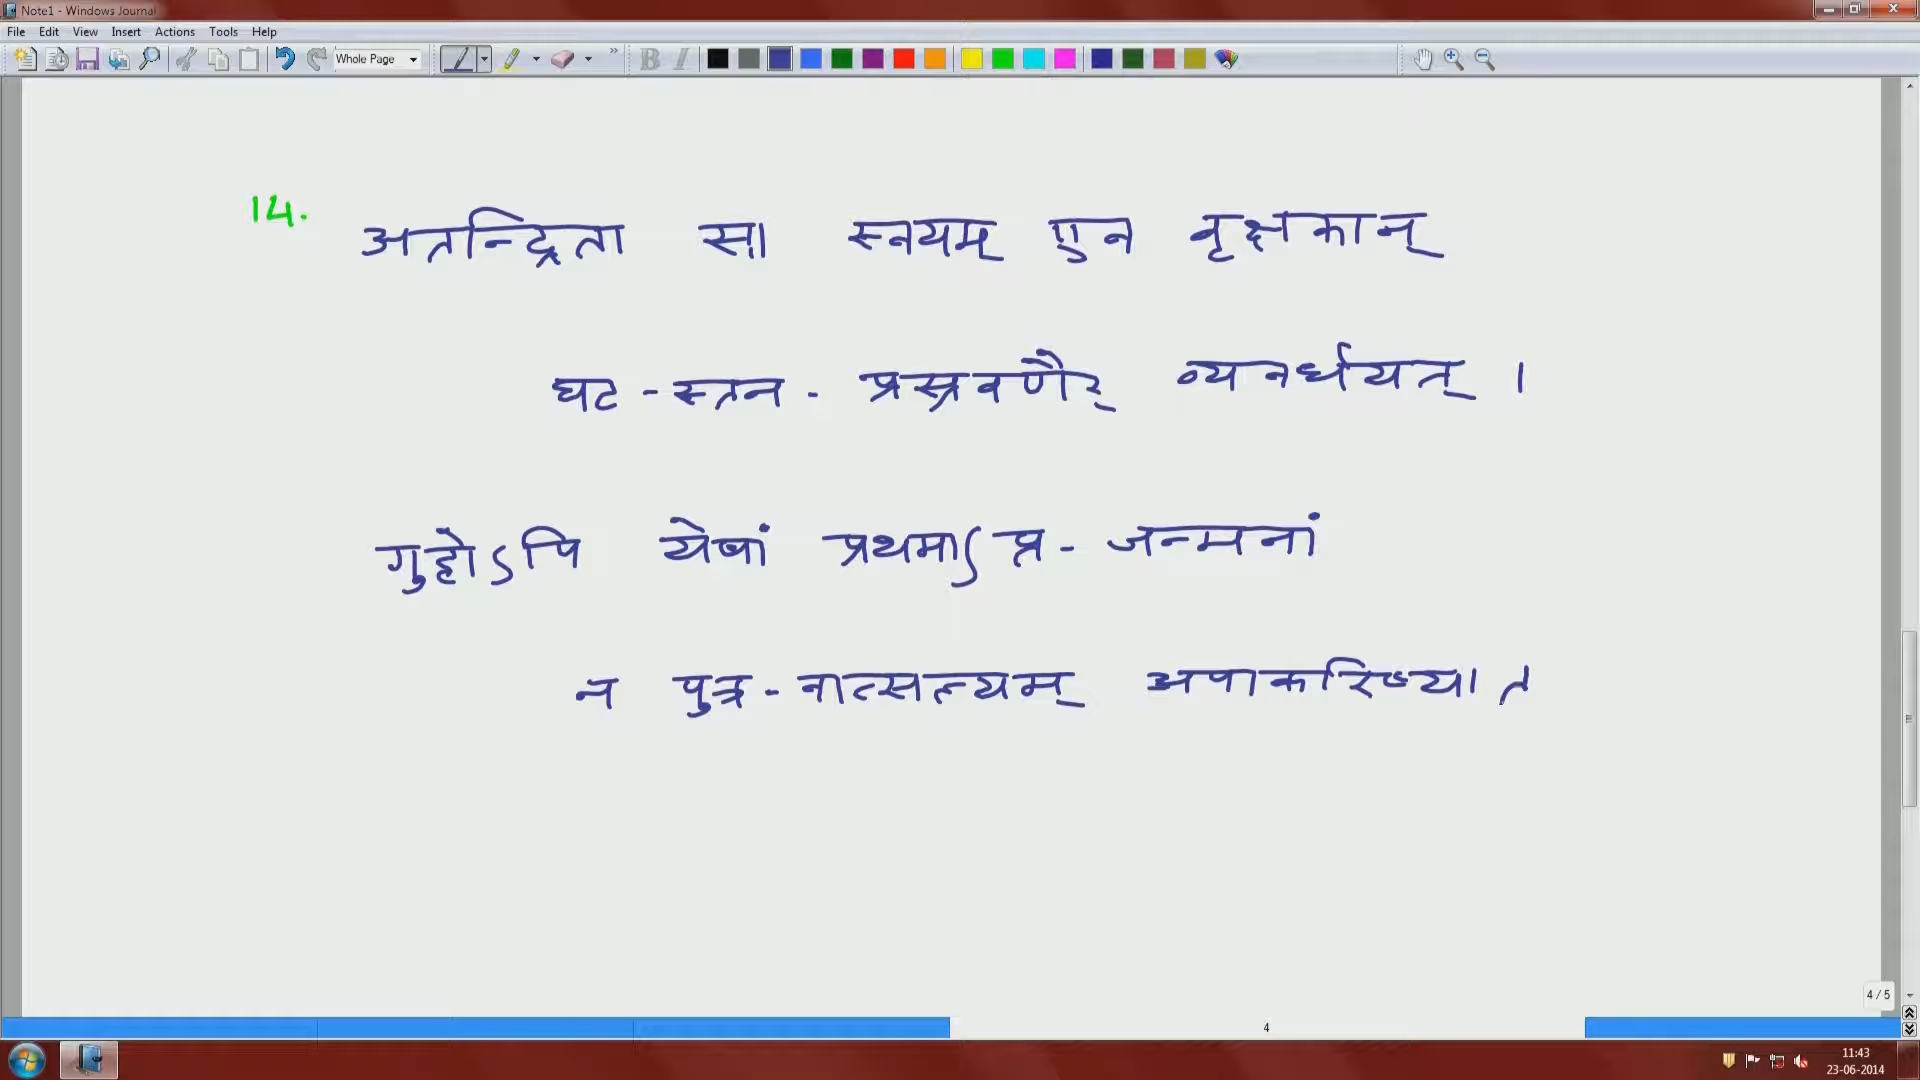 Note1 - Windows Journal
File Edit View Insert Actions Tools Help
Whole Page
14.
अतन्द्रिता सा स्वयम् एव वृक्षकान्
घट - स्तन - प्रस्रवणैर् व्यवर्धयत् ।
गुहोऽपि येषां प्रथमाऽप्त - जन्मनां
न पुत्र - वात्सल्यम् अपाकरिष्यात
4 / 5
4
11:43
23-06-2014